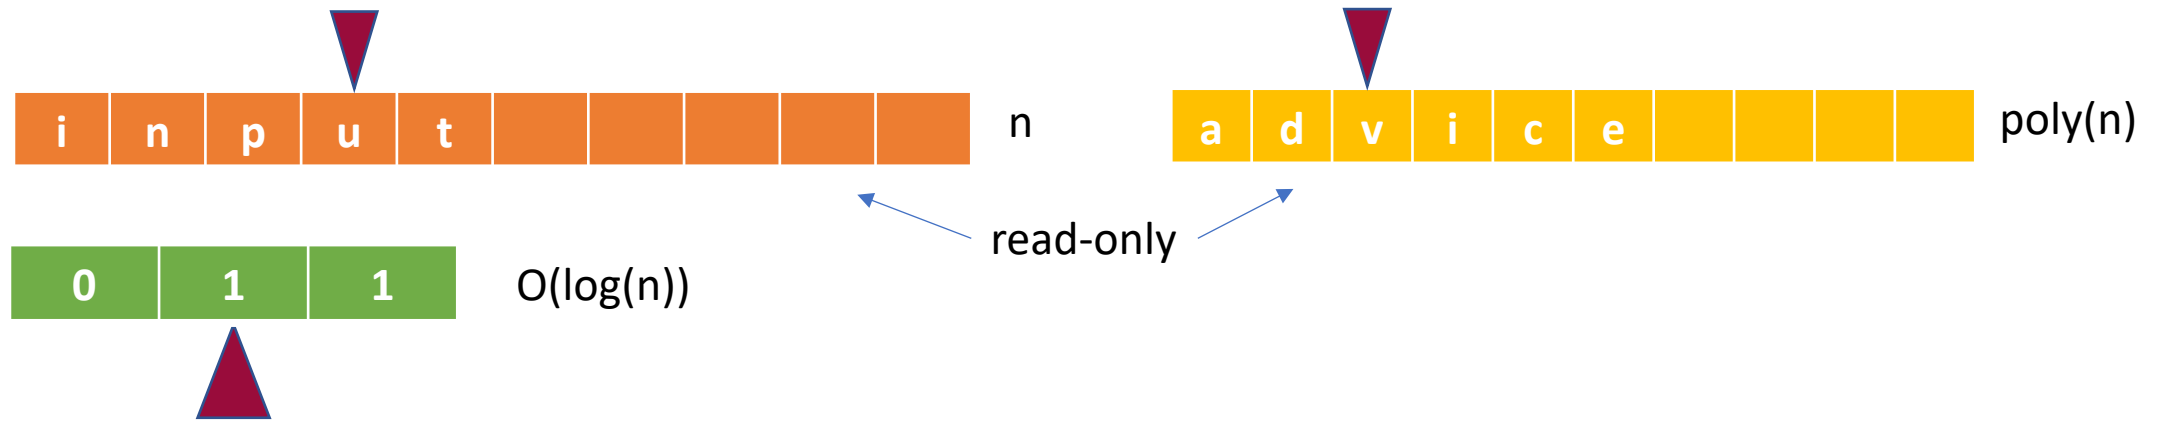 i n p u t
n
a d v i c e
poly(n)
read-only
0 1 1
O(log(n))